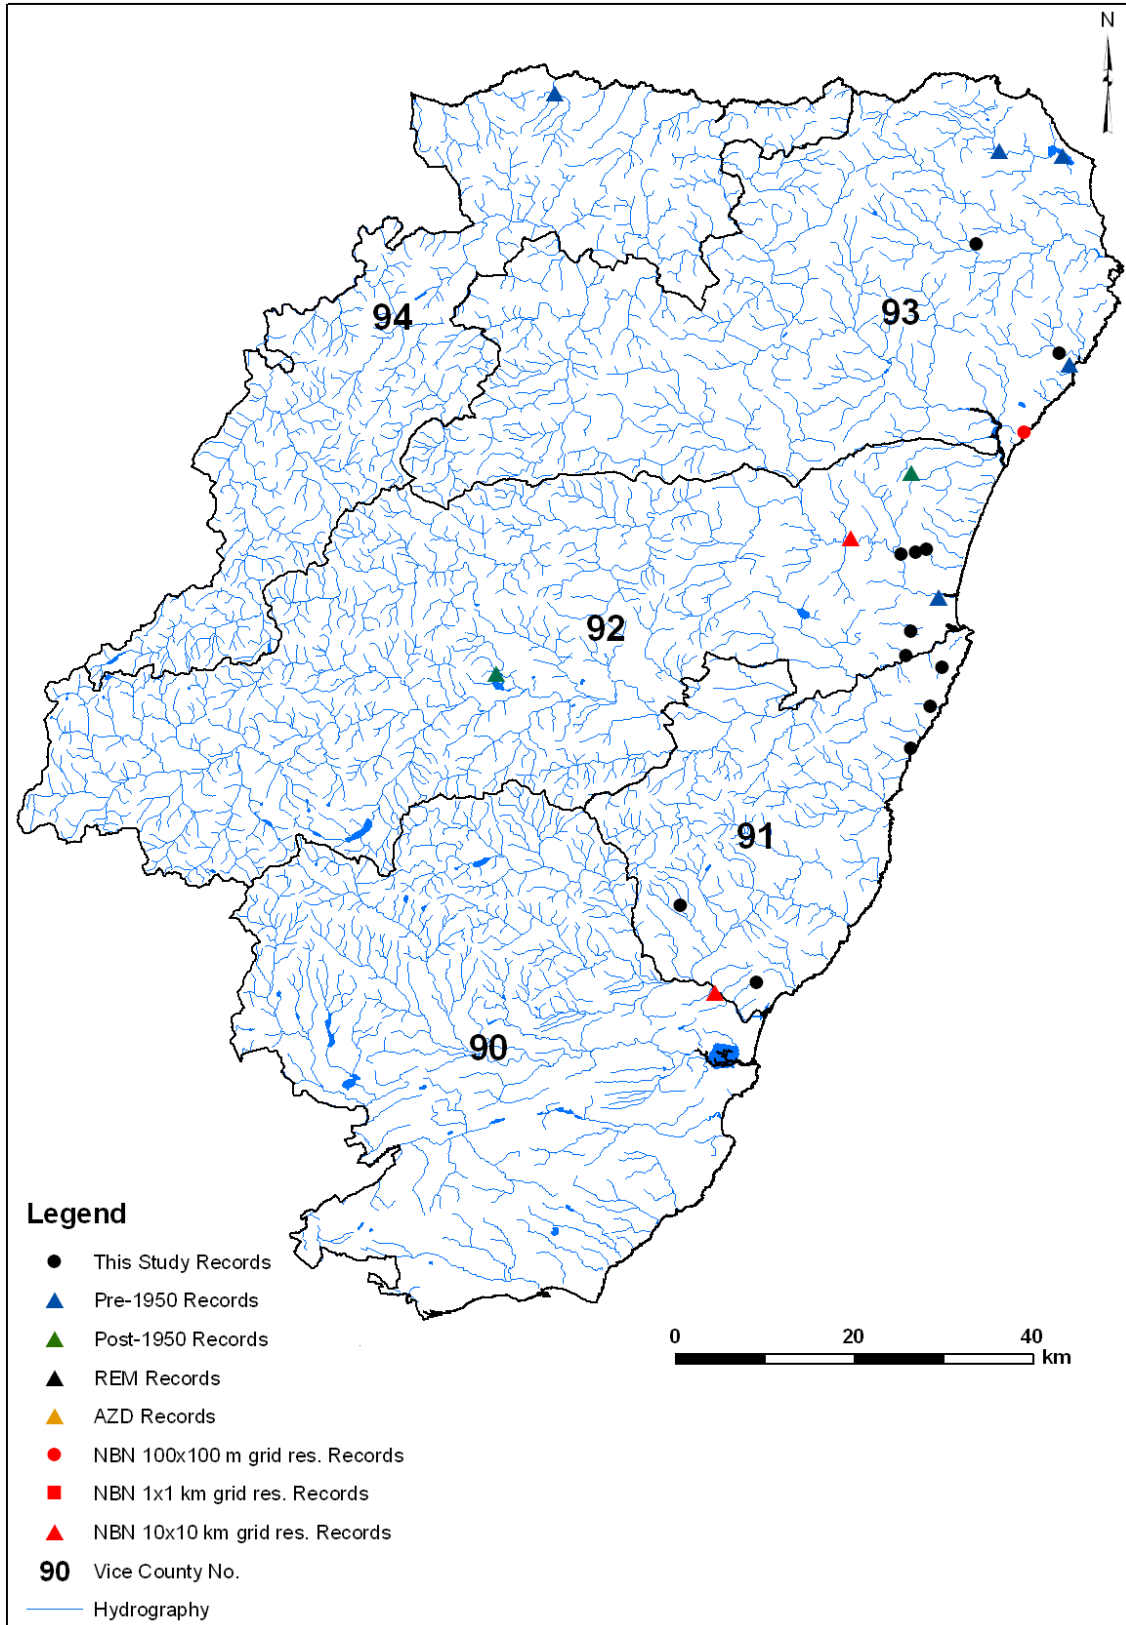 N
94
93
92
91
90
Legend
This Study Records
Pre-1950 Records
Post-1950 Records
REM Records
AZD Records
NBN 100x100 m grid res. Records
NBN 1x1 km grid res. Records
NBN 10x10 km grid res. Records
90 Vice County No.
Hydrography
0 20 40
km